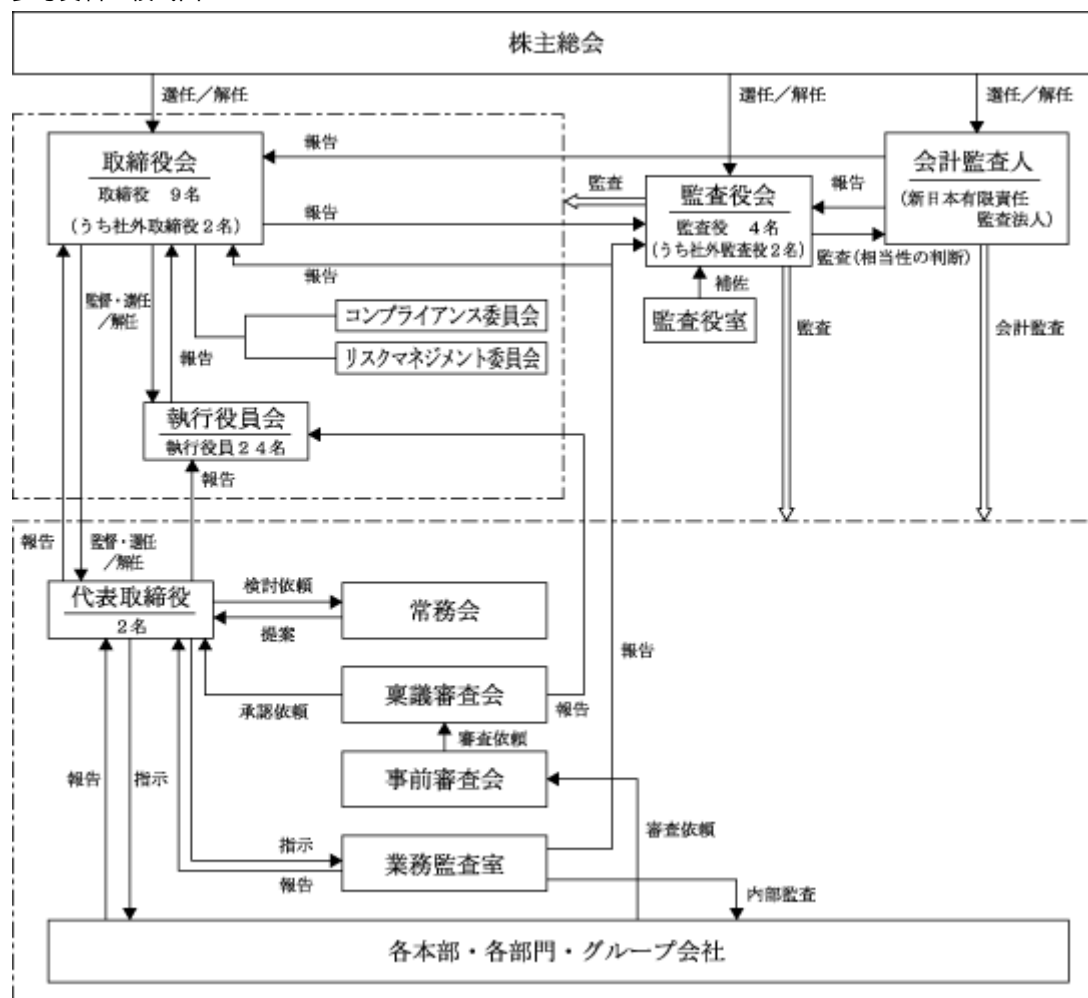 株主総会
選任／解任
選任／解任
選任／解任
取締役会
取締役　9名
(うち社外取締役2名)
報告
監査
報告
報告
監査役会
監査役　4名
(うち社外監査役2名)
報告
会計監査人
(新日本有限責任
監査法人)
監査(相当性の判断)
補佐
監査役室
監査
会計監査
監督・選任
／解任
報告
コンプライアンス委員会
リスクマネジメント委員会
執行役員会
執行役員24名
報告
報告
監督・選任
／解任
代表取締役
2名
検討依頼
提案
常務会
報告
承認依頼
稟議審査会
報告
審査依頼
事前審査会
報告
指示
審査依頼
指示
報告
業務監査室
内部監査
各本部・各部門・グループ会社